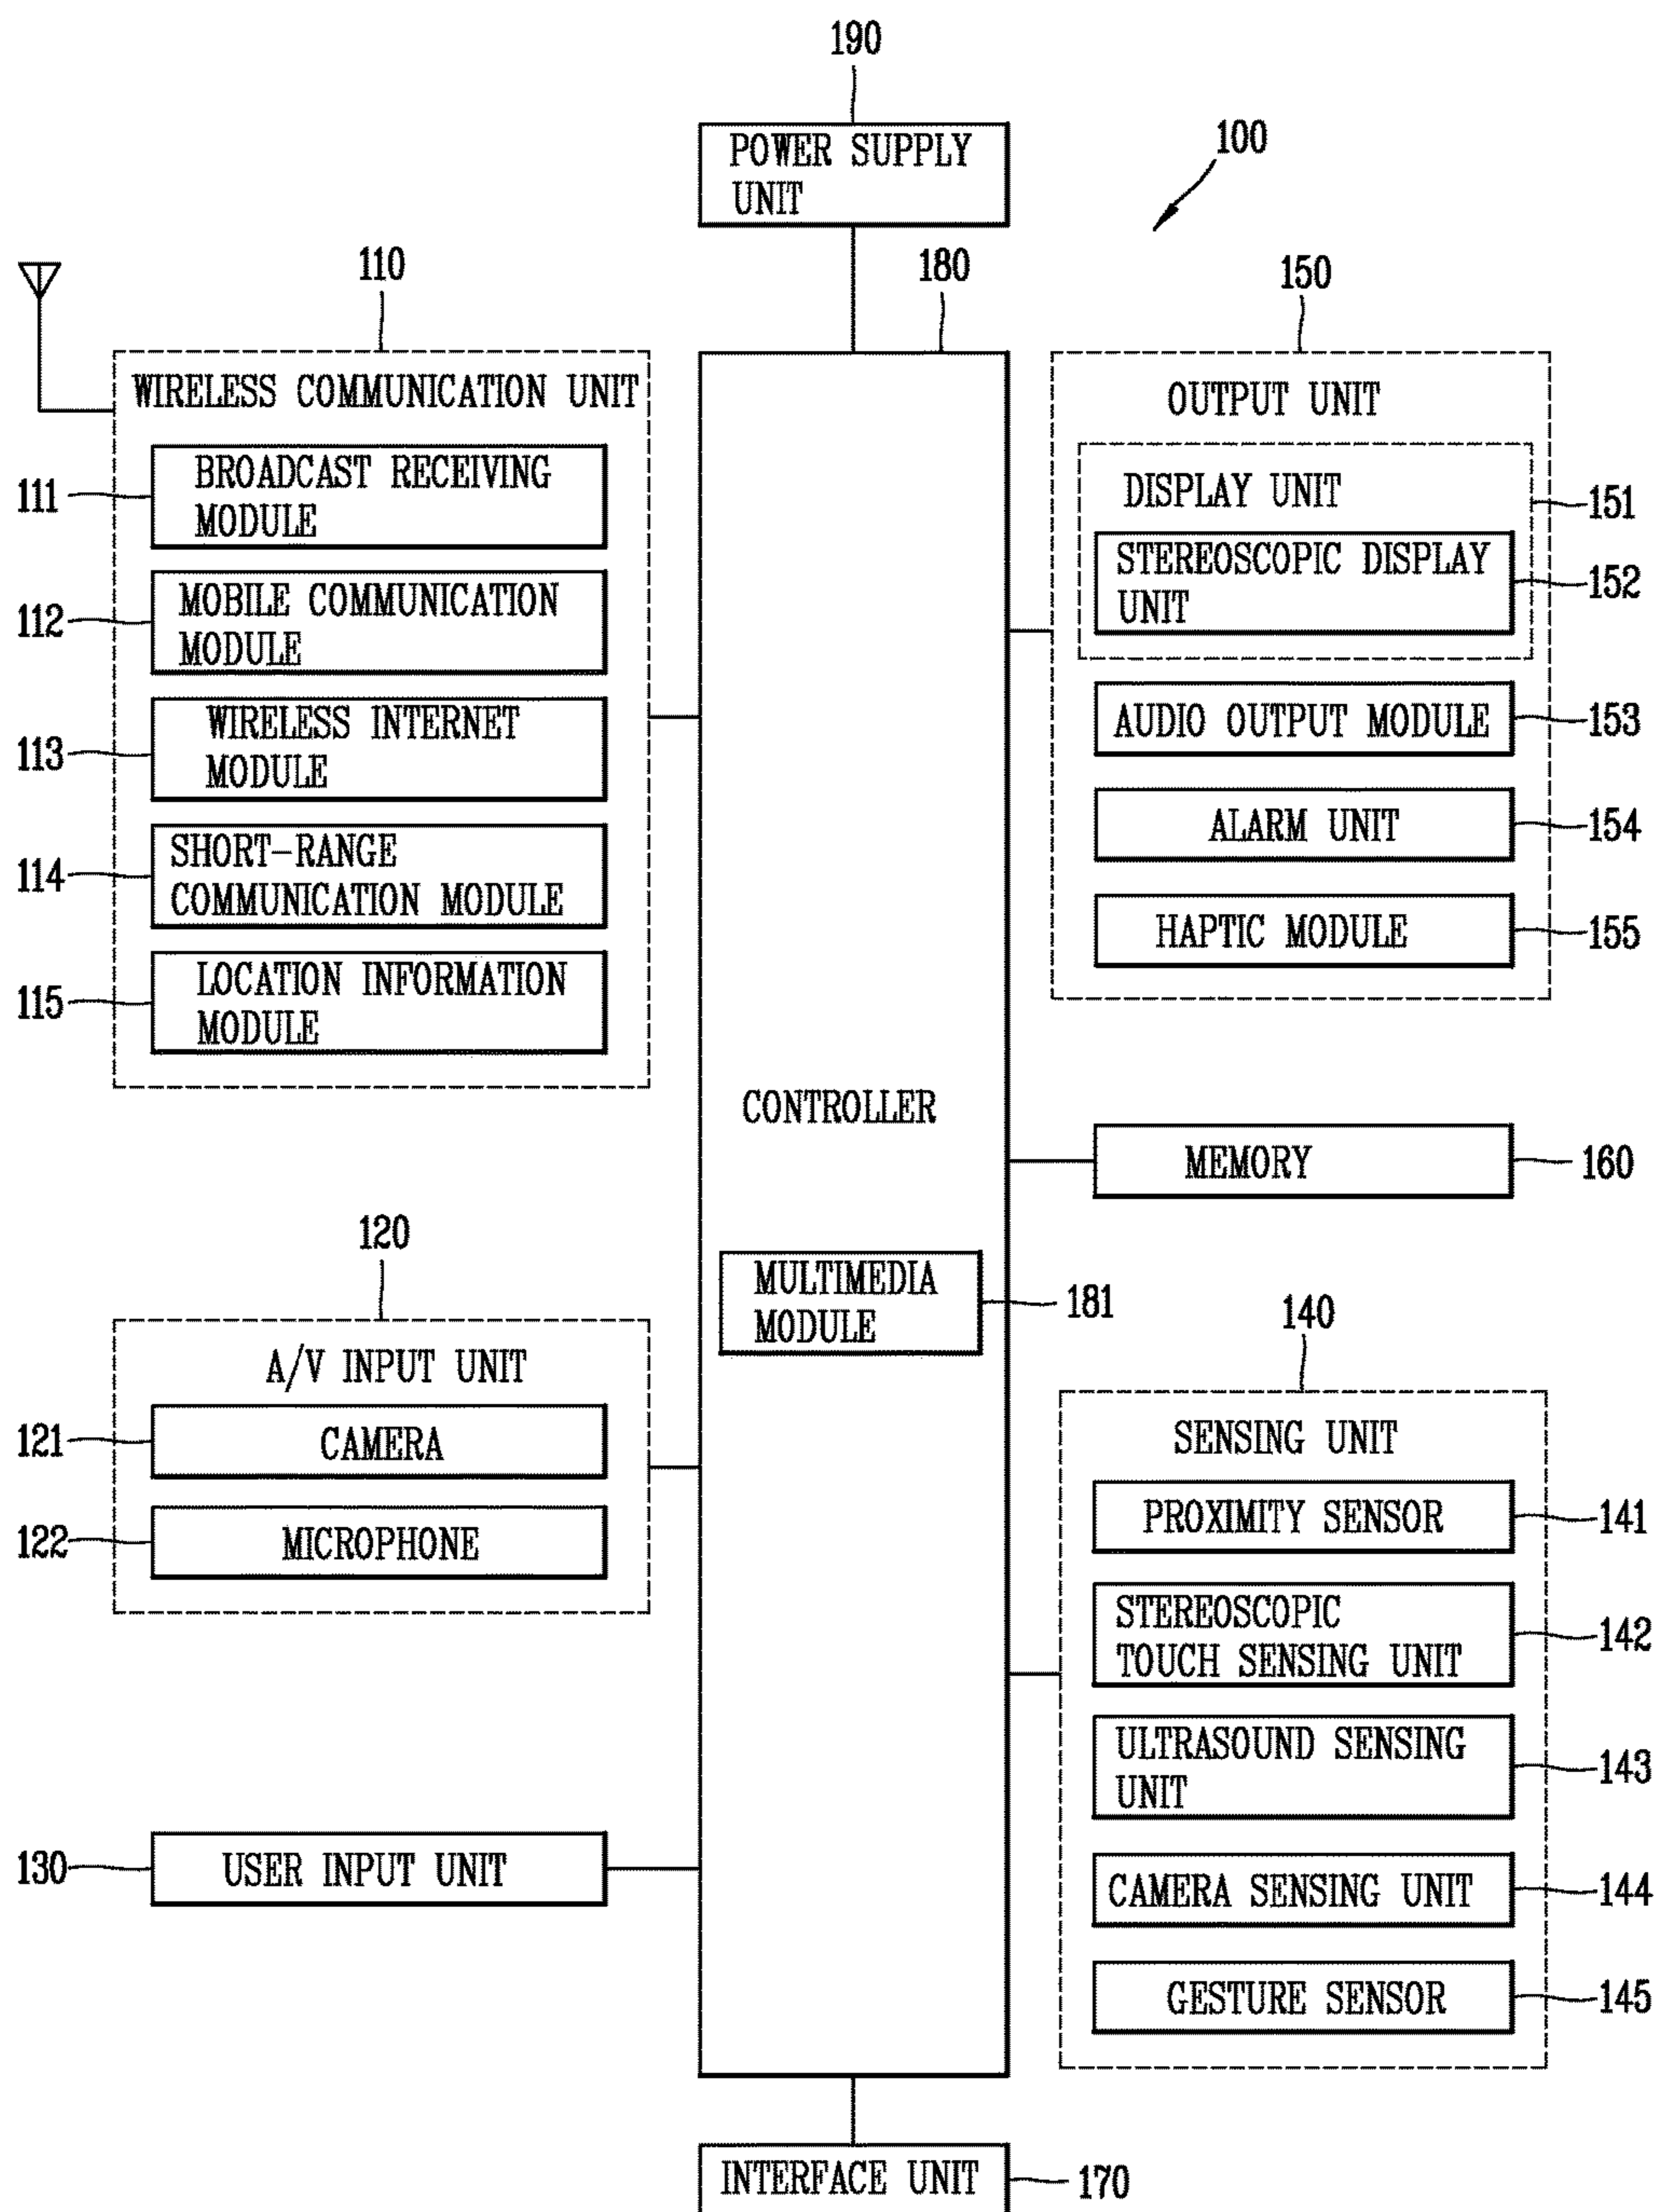 190
POWER SUPPLY
UNIT
100
110
180
150
WIRELESS COMMUNICATION UNIT
111
BROADCAST RECEIVING
MODULE
112
MOBILE COMMUNICATION
MODULE
113
WIRELESS INTERNET
MODULE
114
SHORT-RANGE
COMMUNICATION MODULE
115
LOCATION INFORMATION
MODULE
OUTPUT UNIT
DISPLAY UNIT
151
STEREOSCOPIC DISPLAY
UNIT
152
AUDIO OUTPUT MODULE
153
ALARM UNIT
154
HAPTIC MODULE
155
CONTROLLER
MEMORY
160
MULTIMEDIA
MODULE
181
120
A/V INPUT UNIT
121
CAMERA
122
MICROPHONE
140
SENSING UNIT
PROXIMITY SENSOR
141
STEREOSCOPIC
TOUCH SENSING UNIT
142
ULTRASOUND SENSING
UNIT
143
CAMERA SENSING UNIT
144
GESTURE SENSOR
145
130
USER INPUT UNIT
INTERFACE UNIT
170